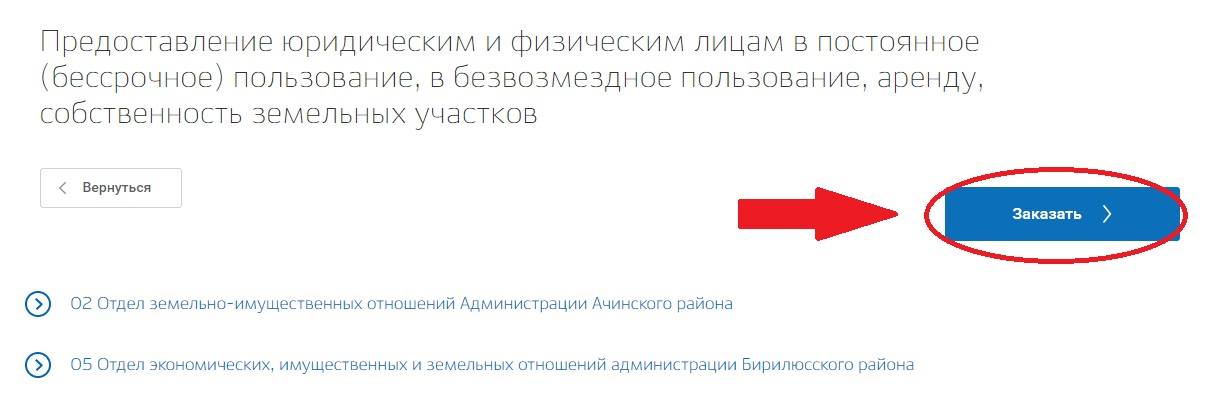 Предоставление юридическим и физическим лицам в постоянное
(бессрочное) пользование, в безвозмездное пользование, аренду,
собственность земельных участков
Вернуться
Заказать
02 Отдел земельно-имущественных отношений Администрации Ачинского района
05 Отдел экономических, имущественных и земельных отношений администрации Бирилюсского района